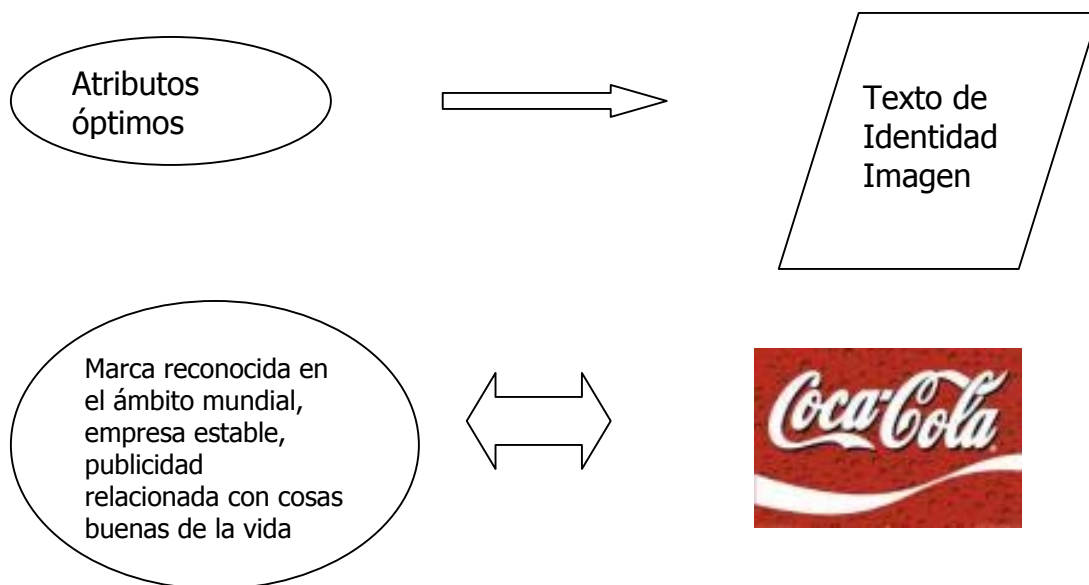 Atributos
óptimos
Texto de
Identidad
Imagen
Marca reconocida en
el ámbito mundial,
empresa estable,
publicidad
relacionada con cosas
buenas de la vida
Coca-Cola